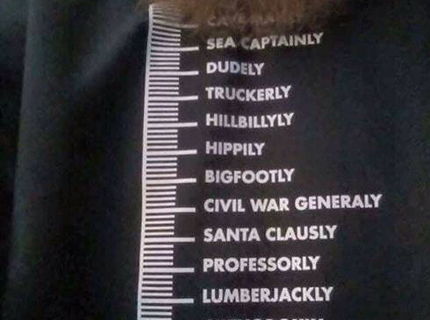 SEA CAPTAINLY
DUDELY
TRUCKERLY
HILLBILLYLY
HIPPILY
BIGFOOTLY
CIVIL WAR GENERALY
SANTA CLAUSLY
PROFESSORLY
LUMBERJACKLY